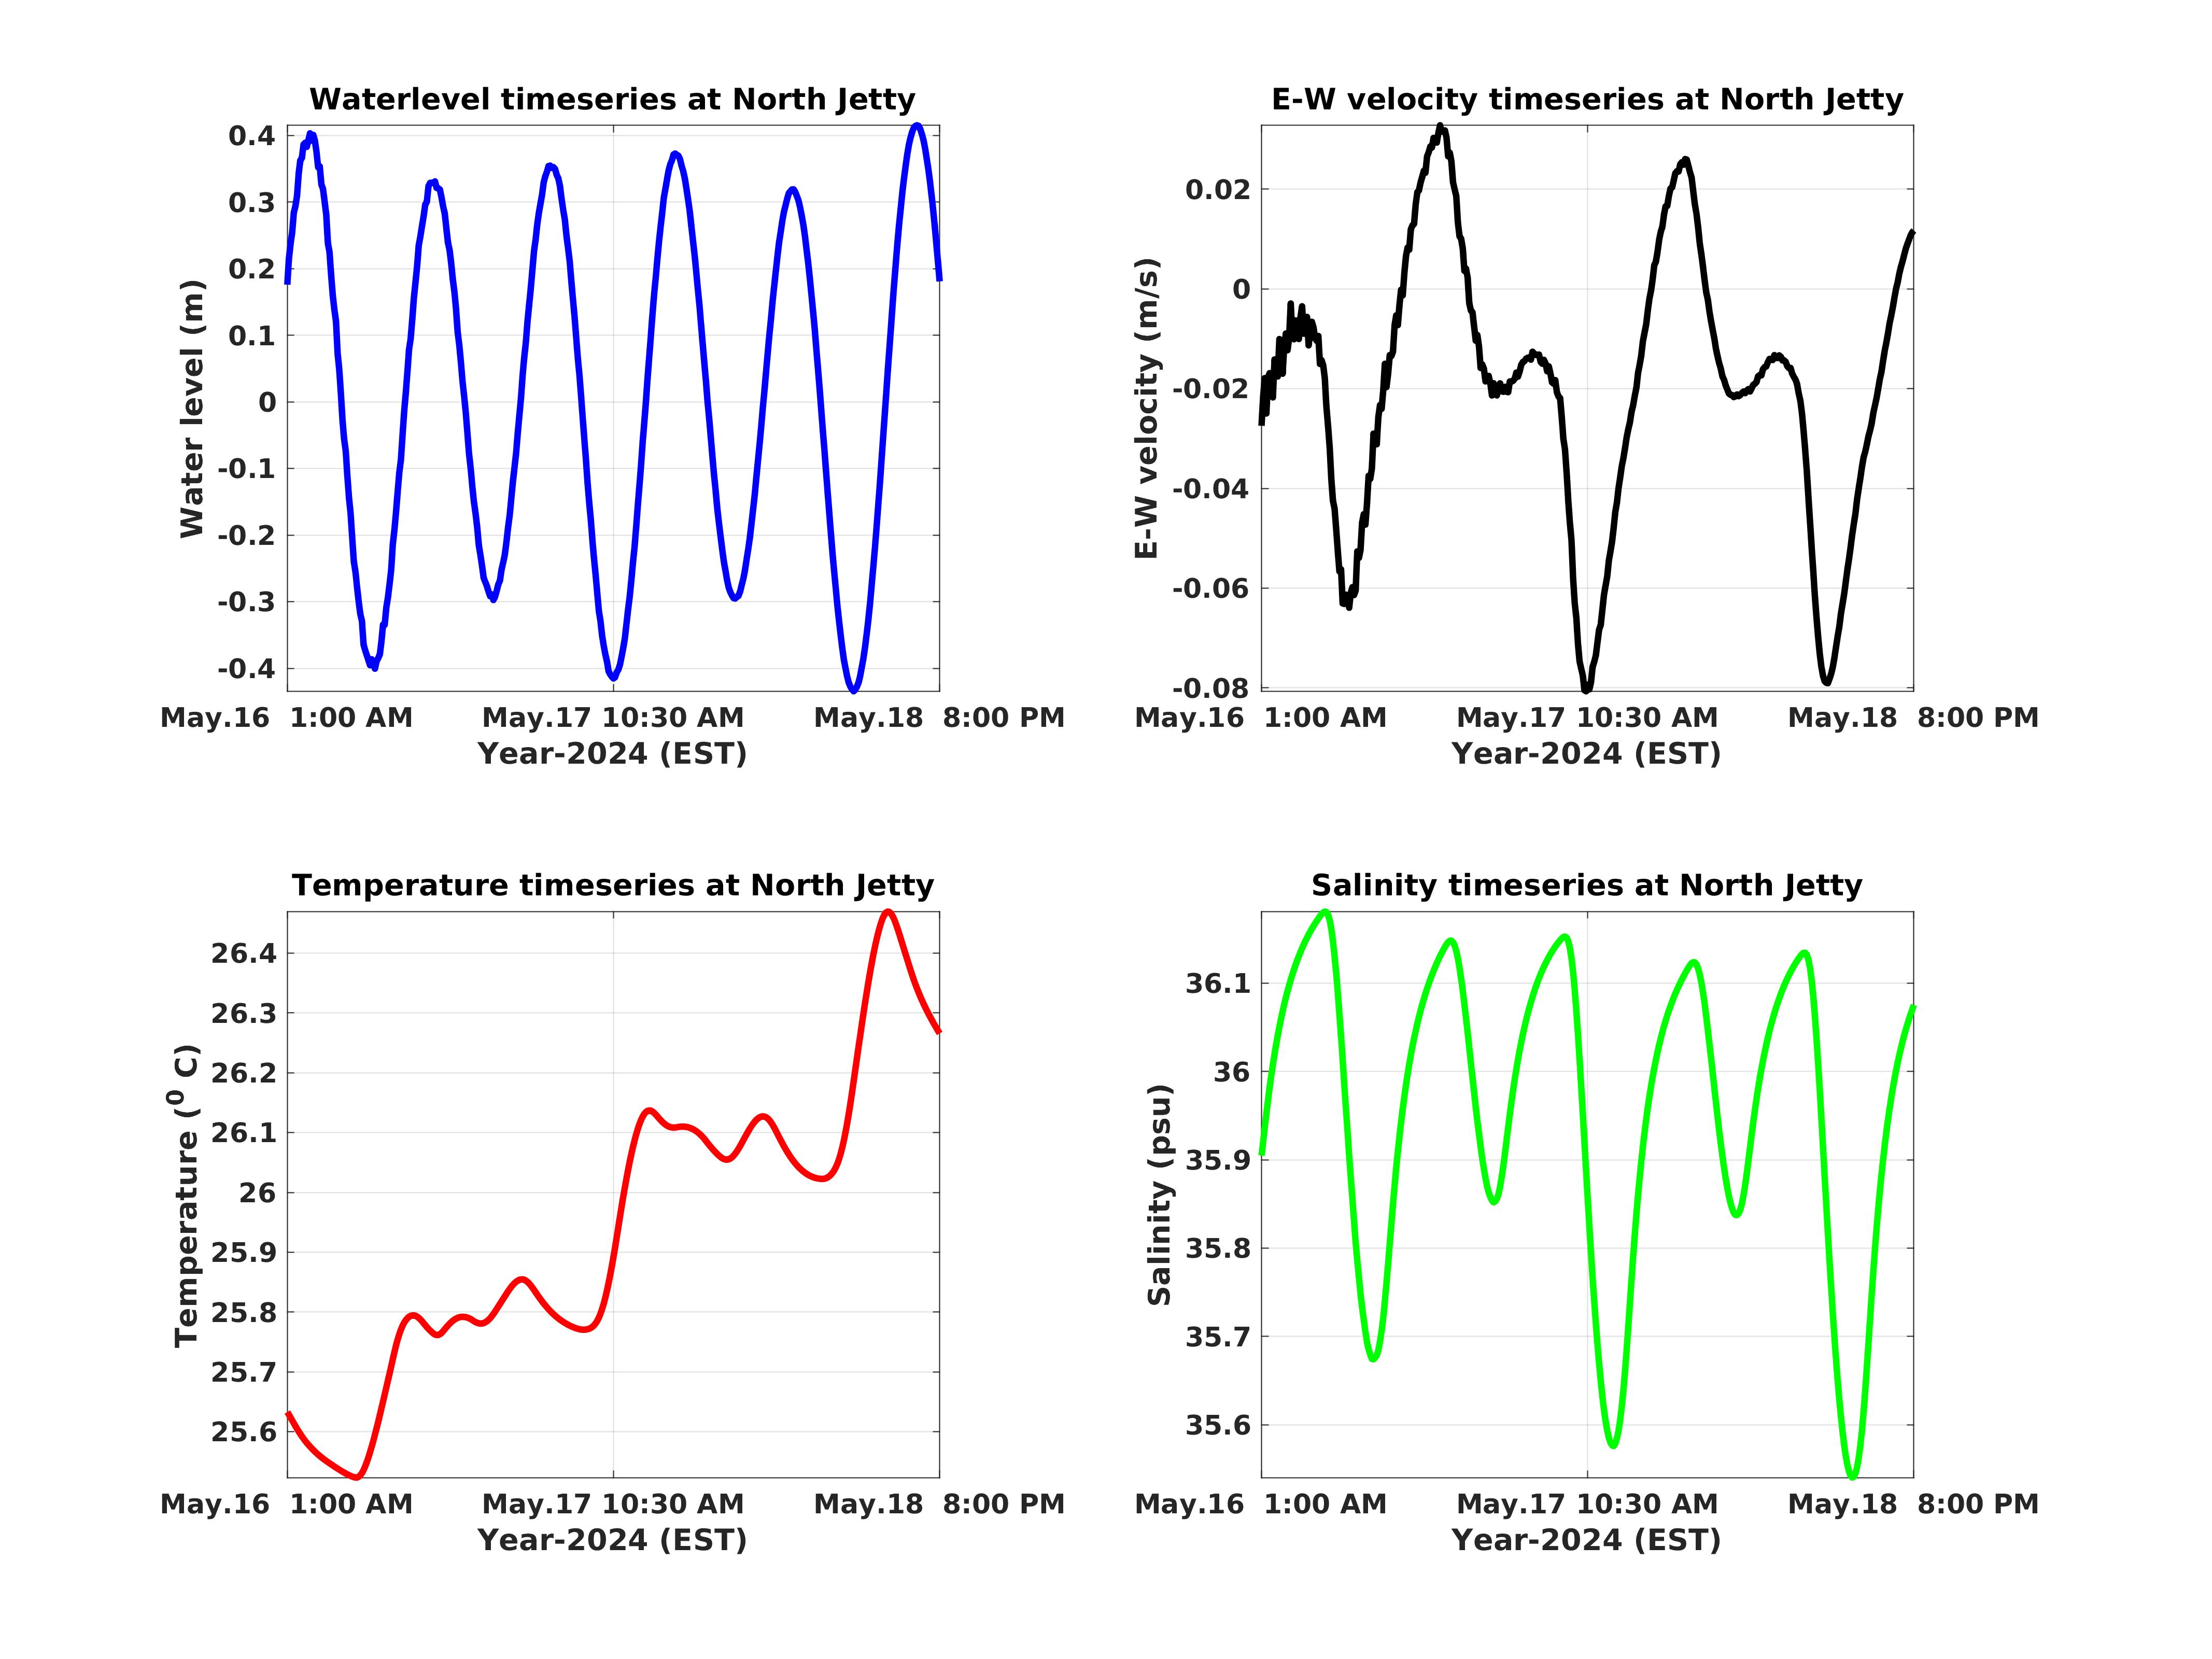 Waterlevel timeseries at North Jetty
0.4
0.3
0.2
0.1
0
-0.1
-0.2
-0.3
-0.4
Water level (m)
May.16 1:00 AM May.17 10:30 AM May.18 8:00 PM
Year-2024 (EST)
E-W velocity timeseries at North Jetty
0.02
0
-0.02
-0.04
-0.06
-0.08
E-W velocity (m/s)
May.16 1:00 AM May.17 10:30 AM May.18 8:00 PM
Year-2024 (EST)
Temperature timeseries at North Jetty
26.4
26.3
26.2
26.1
26
25.9
25.8
25.7
25.6
Temperature (⁰ C)
May.16 1:00 AM May.17 10:30 AM May.18 8:00 PM
Year-2024 (EST)
Salinity timeseries at North Jetty
36.1
36
35.9
35.8
35.7
35.6
Salinity (psu)
May.16 1:00 AM May.17 10:30 AM May.18 8:00 PM
Year-2024 (EST)